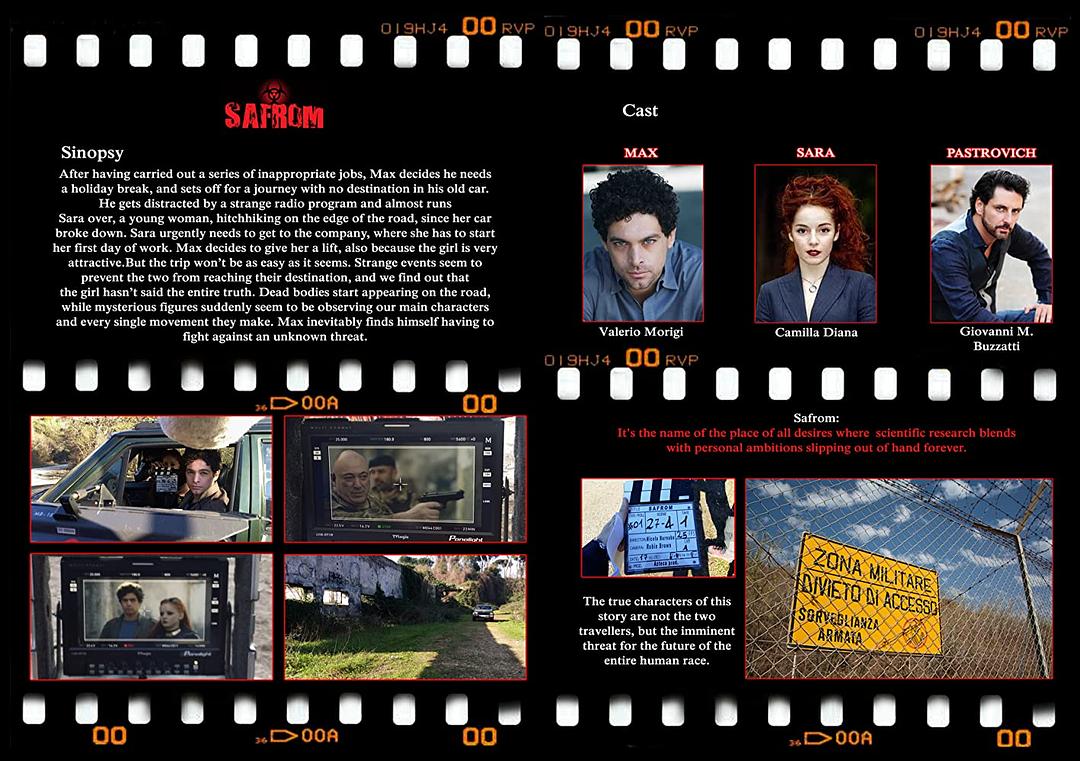 019HJ4 00 RVP
019HJ4 00 RVP
019HJ4 00 RVP
SAFROM
Sinopsy
After having carried out a series of inappropriate jobs, Max decides he needs
a holiday break, and sets off for a journey with no destination in his old car.
He gets distracted by a strange radio program and almost runs
Sara over, a young woman, hitchhiking on the edge of the road, since her car
broke down. Sara urgently needs to get to the company, where she has to start
her first day of work. Max decides to give her a lift, also because the girl is very
attractive.But the trip won't be as easy as it seems. Strange events seem to
prevent the two from reaching their destination, and we find out that
the girl hasn't said the entire truth. Dead bodies start appearing on the road,
while mysterious figures suddenly seem to be observing our main characters
and every single movement they make. Max inevitably finds himself having to
fight against an unknown threat.
36 00A
00
Panalight
Panalight
00
36 00A
00
Cast
MAX
SARA
PASTROVICH
Valerio Morigi
Camilla Diana
Giovanni M.
Buzzatti
019HJ4 00 RVP
Safrom:
It's the name of the place of all desires where scientific research blends
with personal ambitions slipping out of hand forever.
SAFROM
27-A 1
ZONA MILITARE
DIVIETO DI ACCESSO
SORVEGLIANZA
ARMATA
The true characters of this
story are not the two
travellers, but the imminent
threat for the future of the
entire human race.
36 00A
00